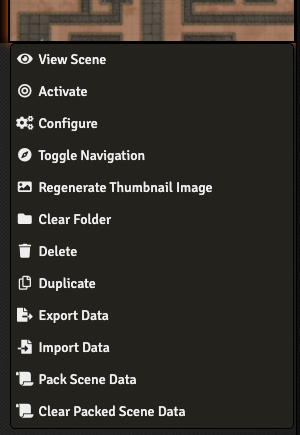 View Scene
Activate
Configure
Toggle Navigation
Regenerate Thumbnail Image
Clear Folder
Delete
Duplicate
Export Data
Import Data
Pack Scene Data
Clear Packed Scene Data